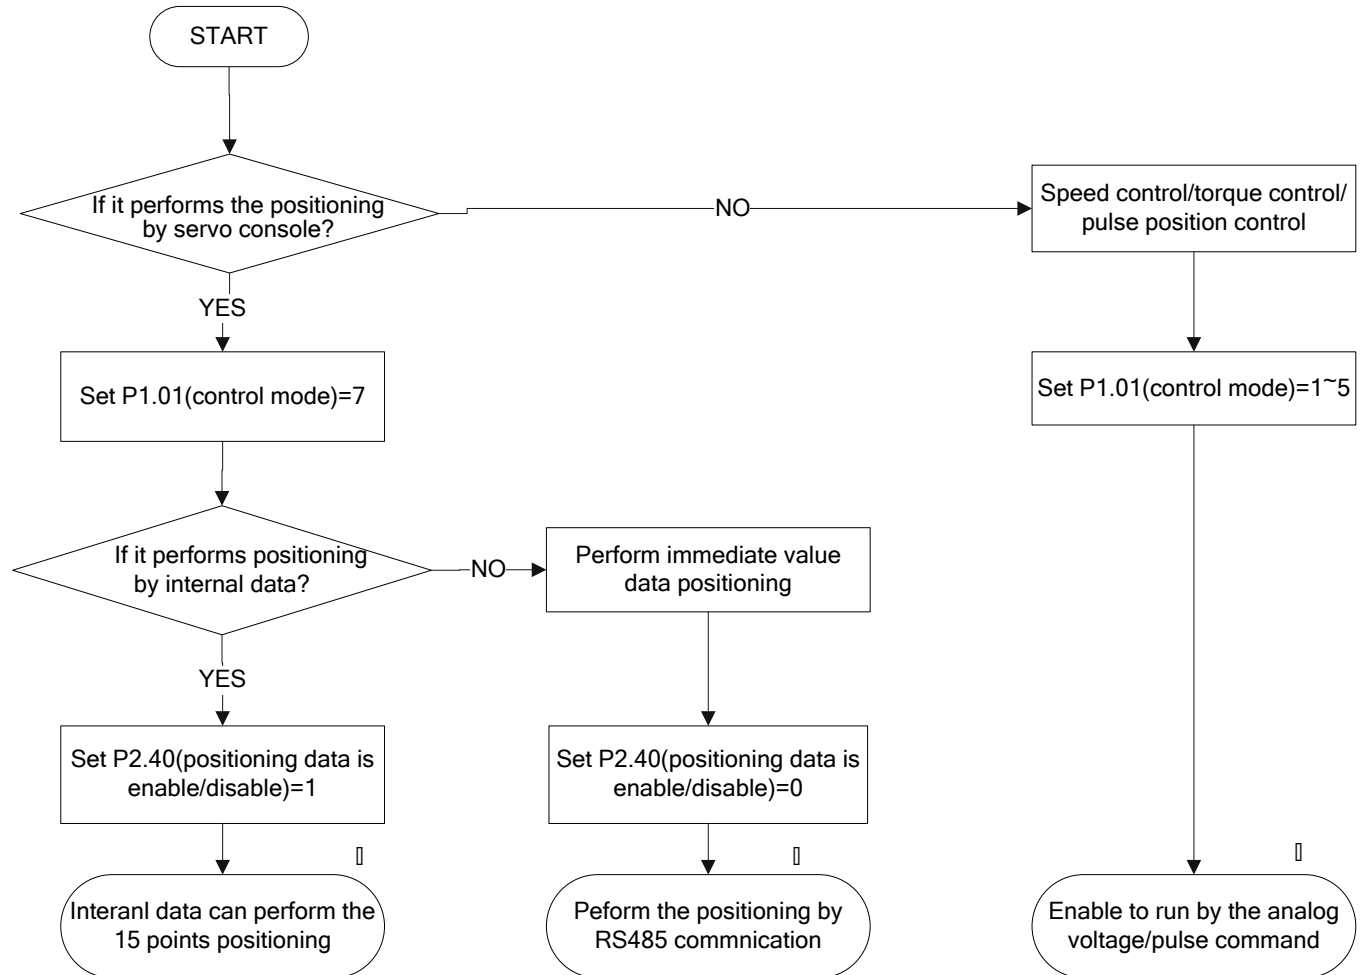 START
If it performs the positioning
by servo console?
NO
Speed control/torque control/
pulse position control
YES
Set P1.01(control mode)=7
Set P1.01(control mode)=1~5
If it performs positioning
by internal data?
NO
Perform immediate value
data positioning
YES
Set P2.40(positioning data is
enable/disable)=1
Set P2.40(positioning data is
enable/disable)=0
Interanl data can perform the
15 points positioning
Peform the positioning by
RS485 commnication
Enable to run by the analog
voltage/pulse command